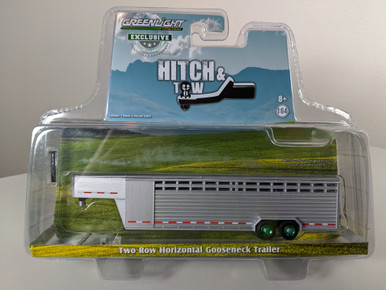 GREENLIGHT
EXCLUSIVE
HITCH &
TOW
8+
1:64
Two Row Horizontal Gooseneck Trailer